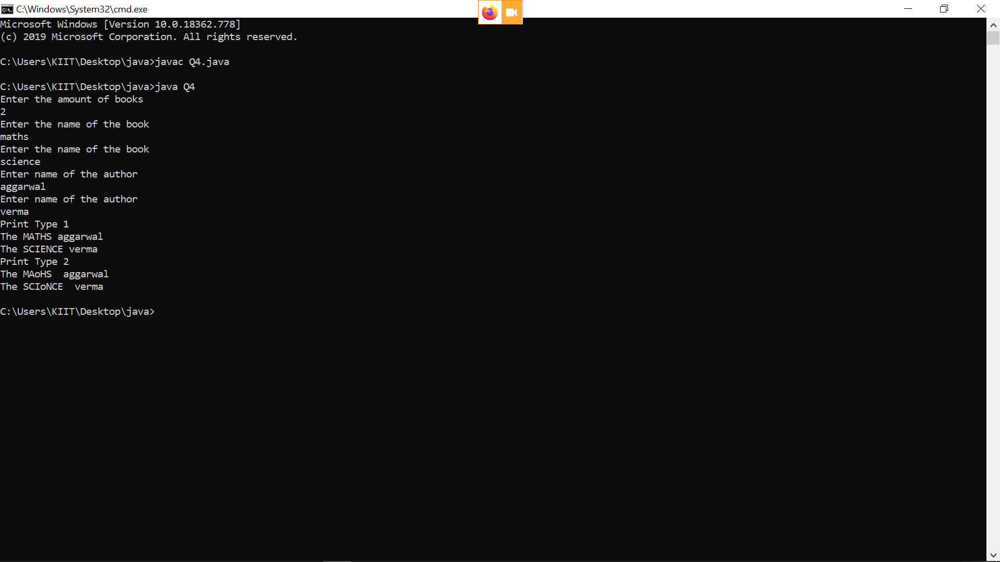 C:\Windows\System32\cmd.exe
Microsoft Windows [Version 10.0.18362.778]
(c) 2019 Microsoft Corporation. All rights reserved.
C:\Users\KIIT\Desktop\java>javac Q4.java
C:\Users\KIIT\Desktop\java>java Q4
Enter the amount of books
2
Enter the name of the book
maths
Enter the name of the book
science
Enter name of the author
aggarwal
Enter name of the author
verma
Print Type 1
The MATHS aggarwal
The SCIENCE verma
Print Type 2
The MAoHS  aggarwal
The SCIoNCE  verma
C:\Users\KIIT\Desktop\java>